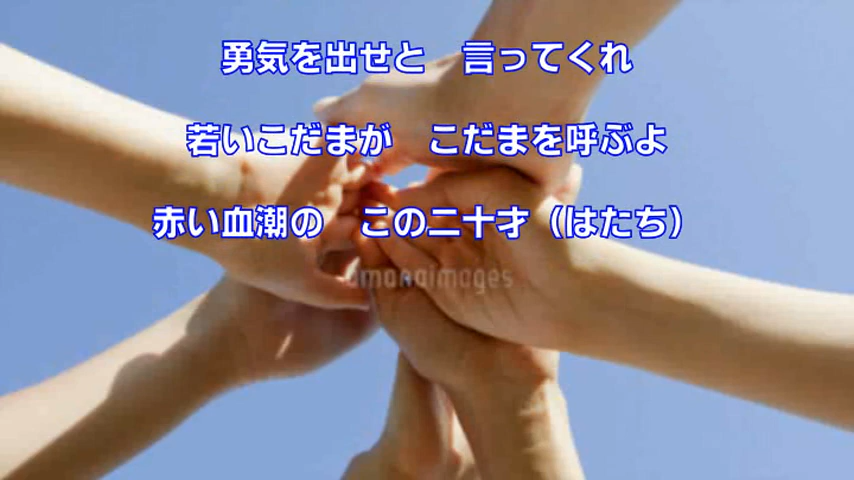 勇気を出せと　言ってくれ
若いこだまが　こだまを呼ぶよ
赤い血潮の　この二十才（はたち）
amanaimages